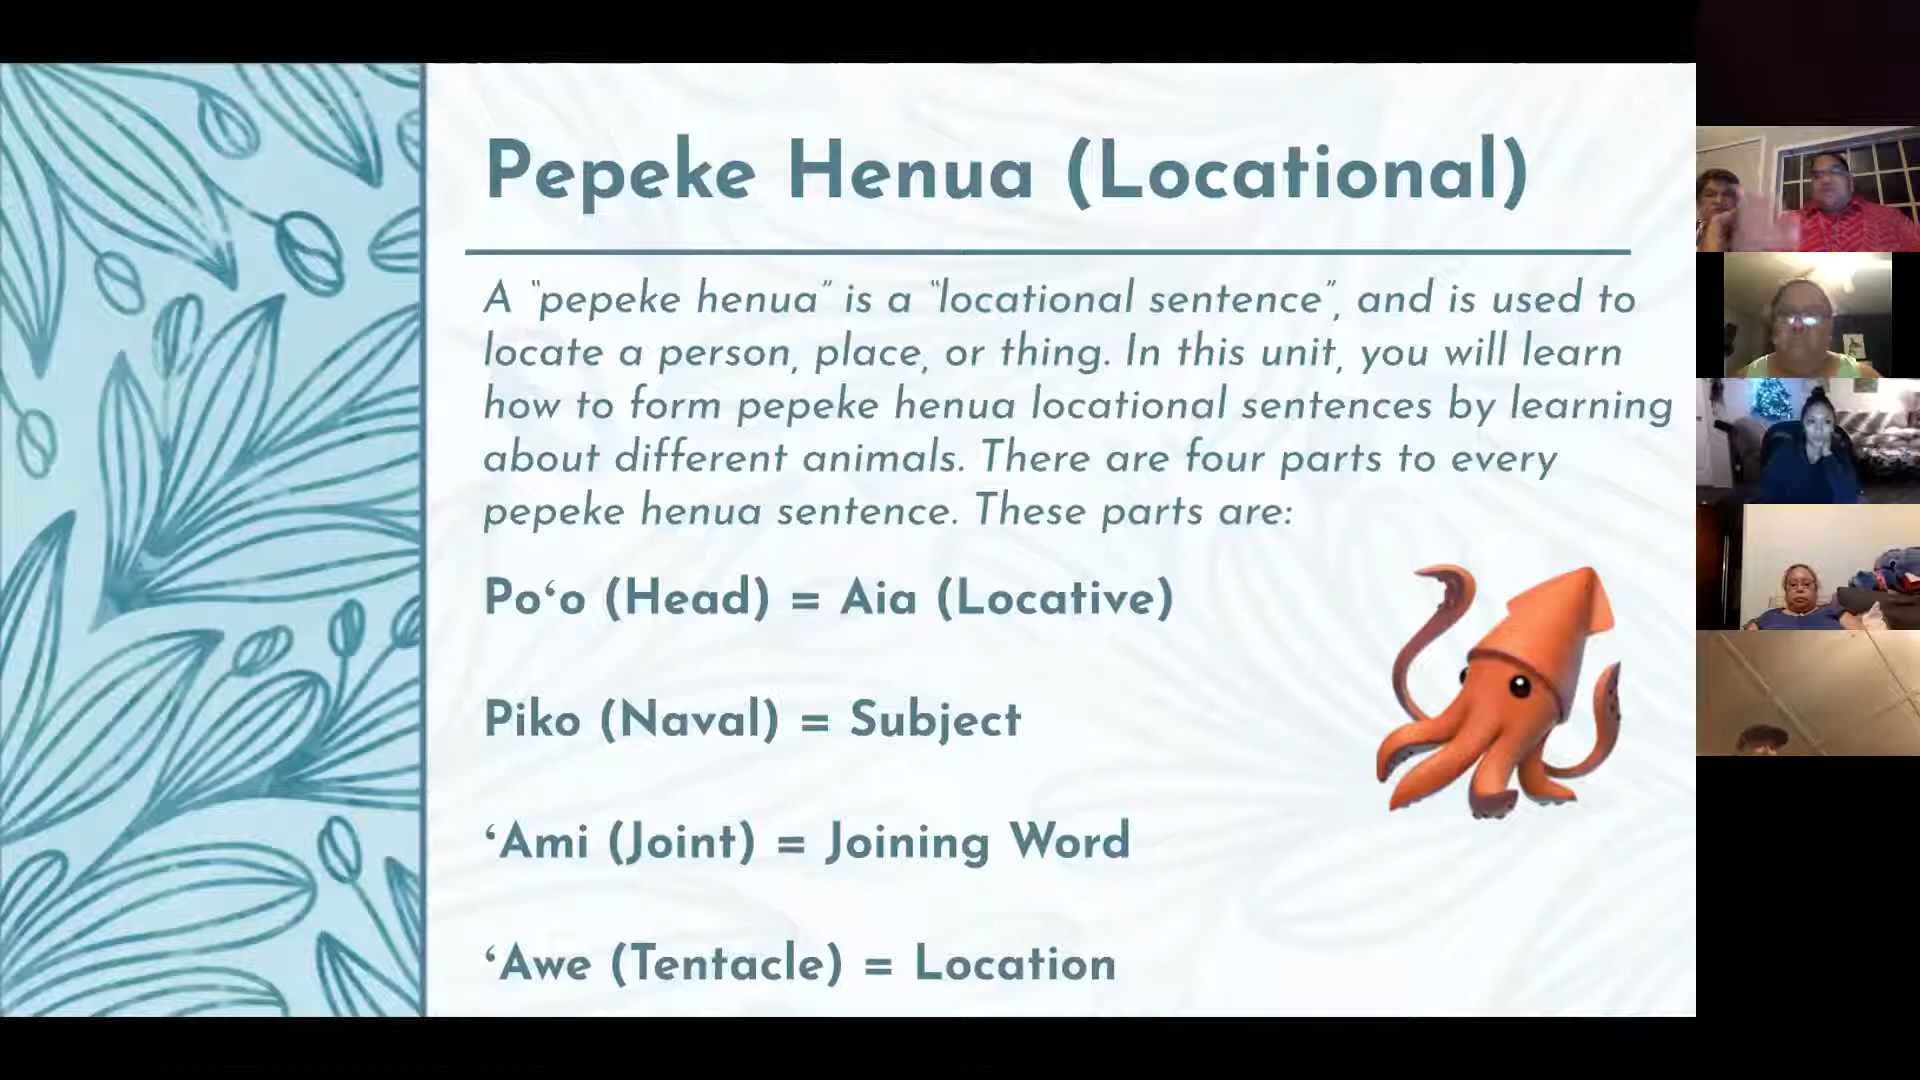 Pepeke Henua (Locational)
A “pepeke henua” is a “locational sentence”, and is used to
locate a person, place, or thing. In this unit, you will learn
how to form pepeke henua locational sentences by learning
about different animals. There are four parts to every
pepeke henua sentence. These parts are:
Poʻo (Head) = Aia (Locative)
Piko (Naval) = Subject
ʻAmi (Joint) = Joining Word
ʻAwe (Tentacle) = Location